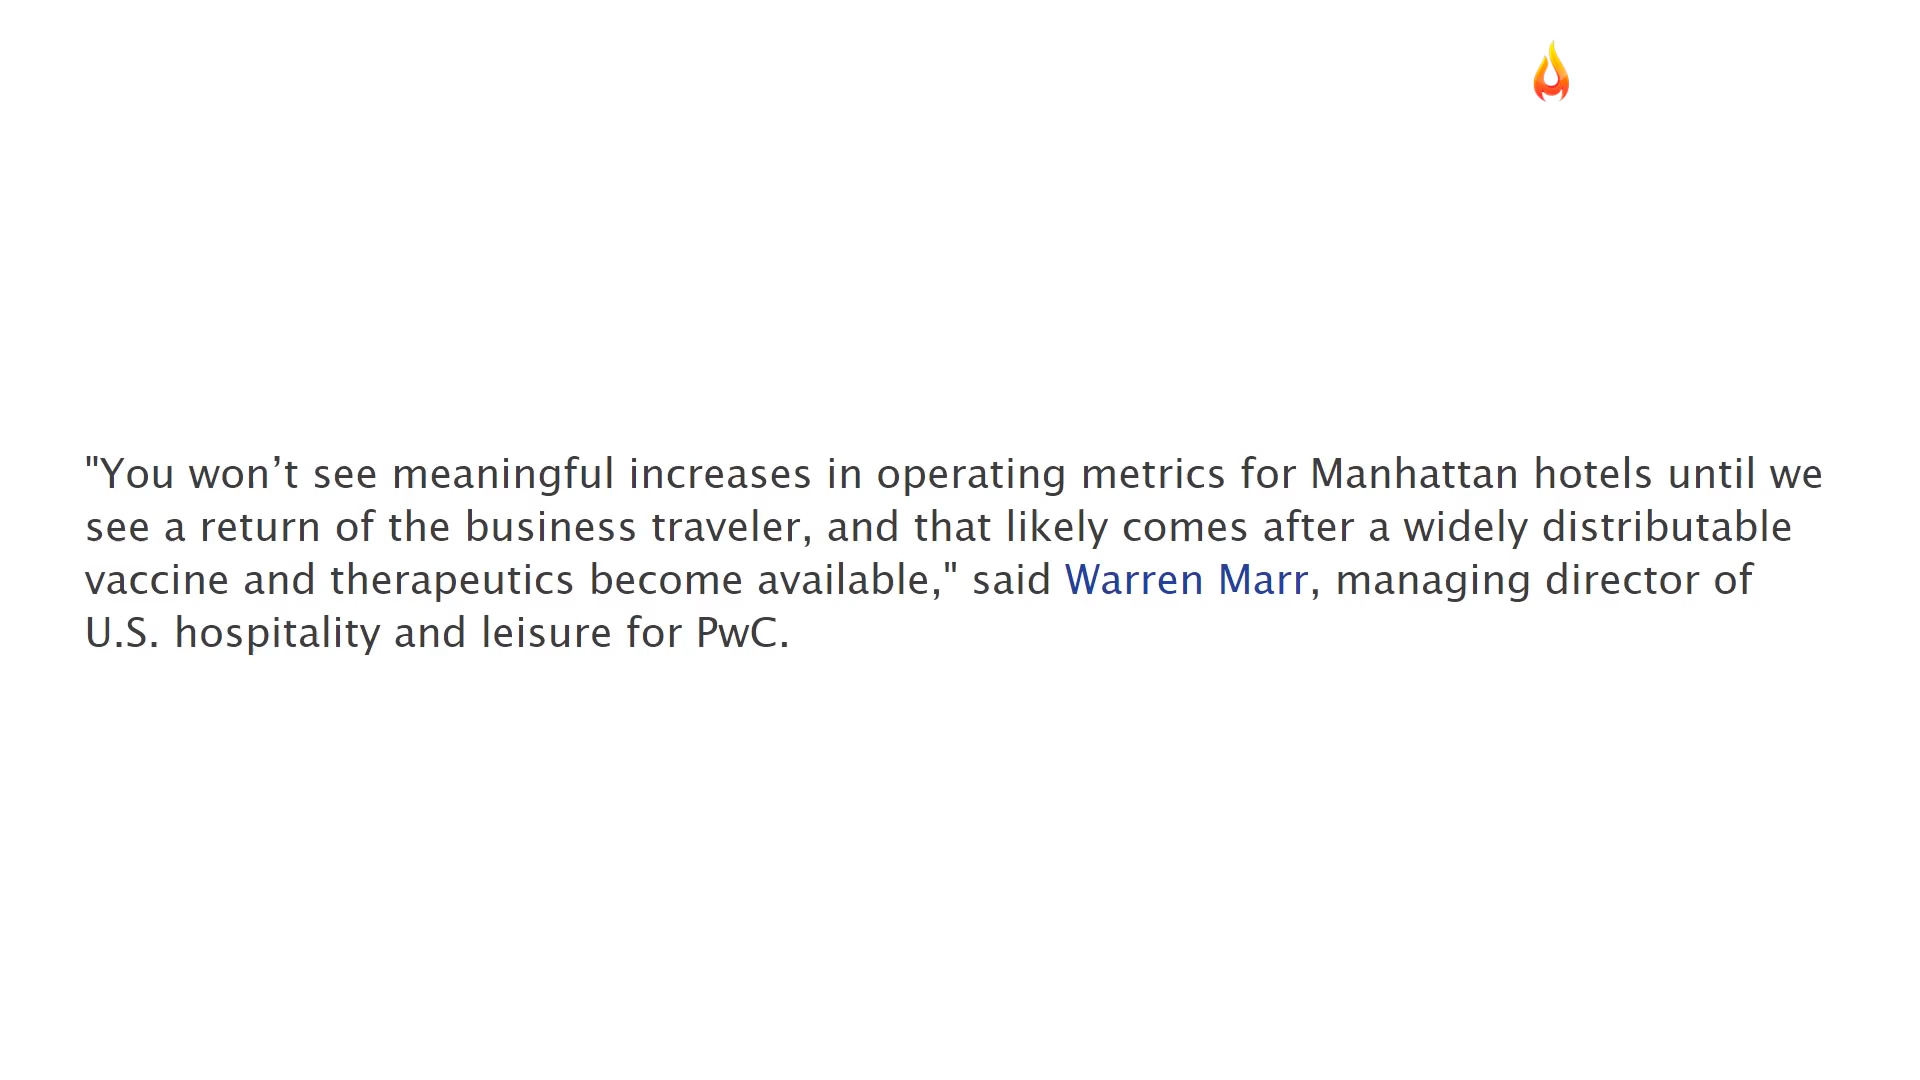 "You won’t see meaningful increases in operating metrics for Manhattan hotels until we
see a return of the business traveler, and that likely comes after a widely distributable
vaccine and therapeutics become available," said Warren Marr, managing director of
U.S. hospitality and leisure for PwC.